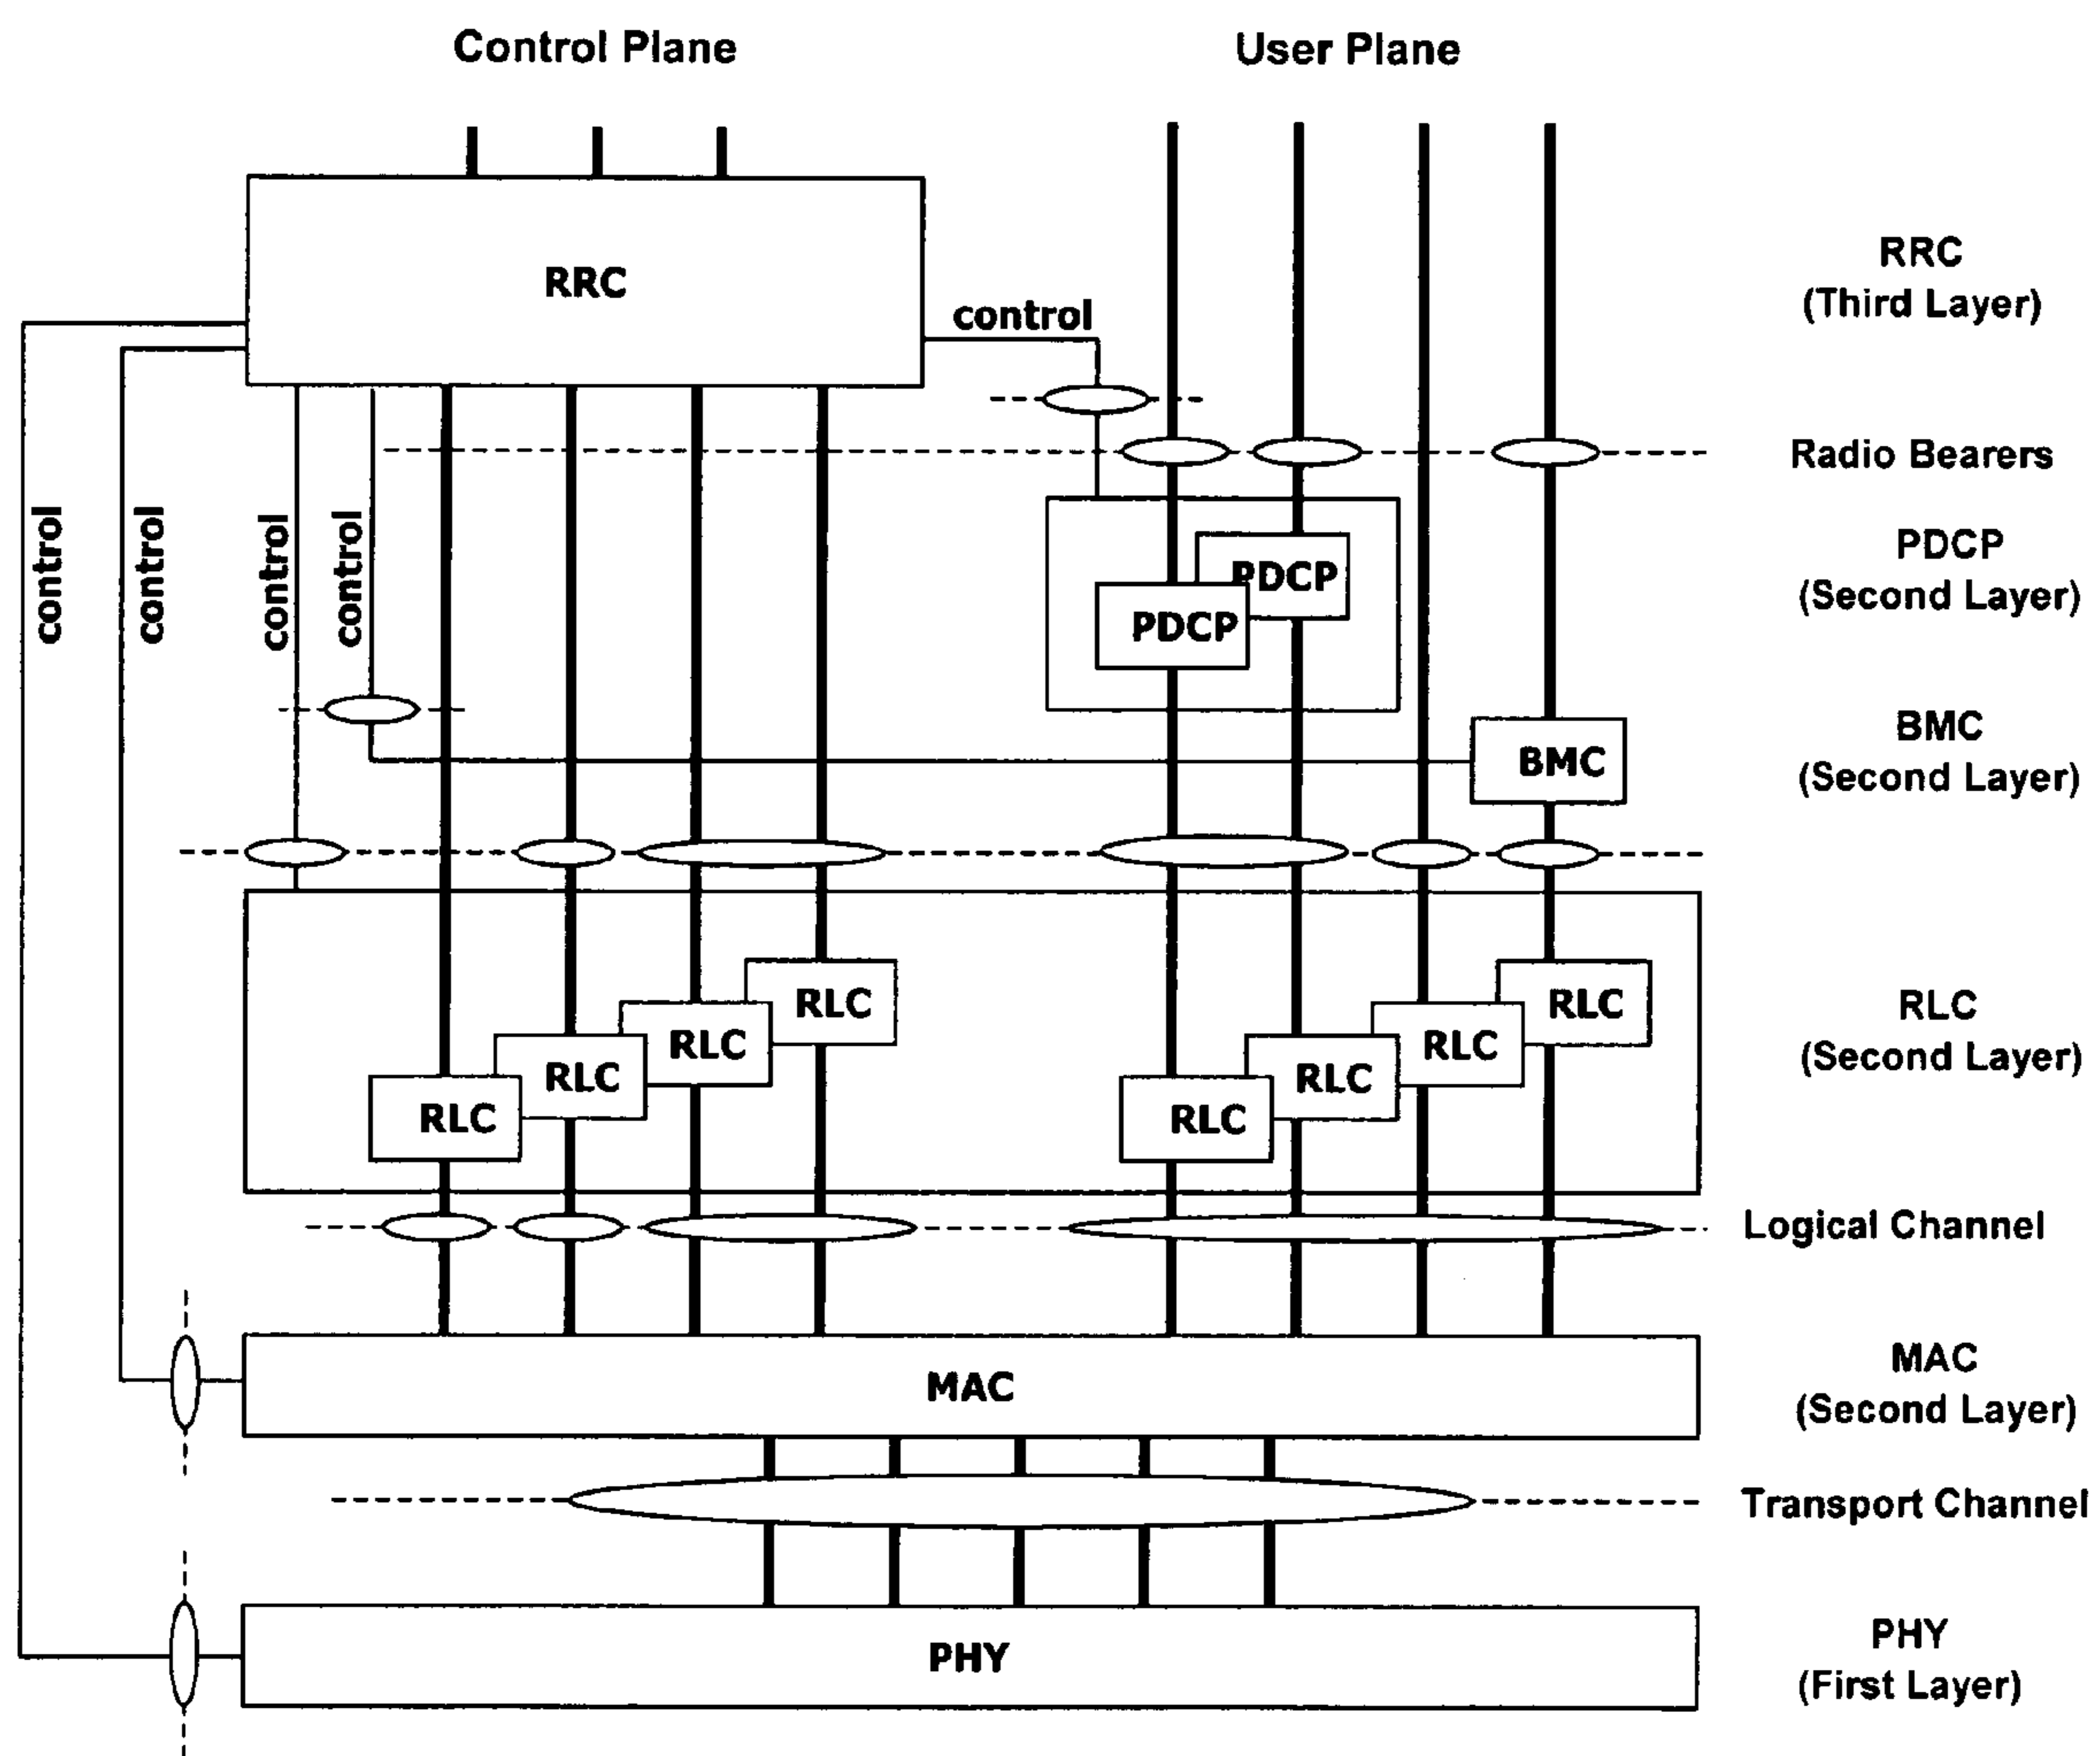 Control Plane
User Plane
RRC
control
RRC
(Third Layer)
Radio Bearers
control
control
control
control
PDCP
PDCP
PDCP
(Second Layer)
BMC
BMC
(Second Layer)
RLC
RLC
RLC
RLC
RLC
RLC
RLC
RLC
RLC
(Second Layer)
Logical Channel
MAC
MAC
(Second Layer)
Transport Channel
PHY
PHY
(First Layer)